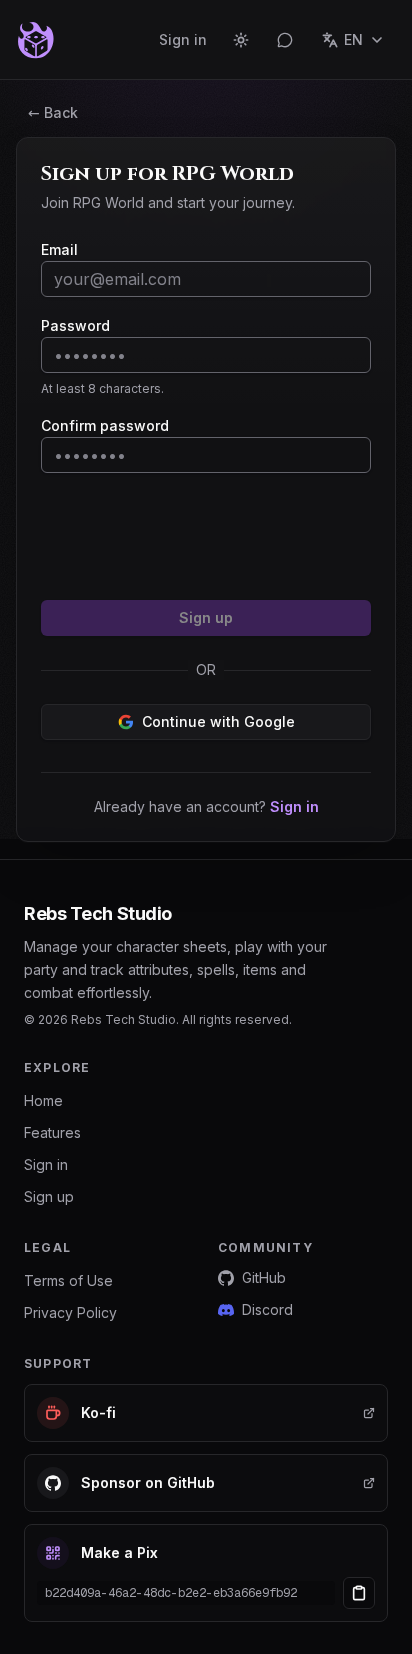 Sign in
EN
← Back
Sign up for RPG World
Join RPG World and start your journey.
Email
your@email.com
Password
••••••••
At least 8 characters.
Confirm password
••••••••
Sign up
OR
Continue with Google
Already have an account? Sign in
Rebs Tech Studio
Manage your character sheets, play with your
party and track attributes, spells, items and
combat effortlessly.
© 2026 Rebs Tech Studio. All rights reserved.
EXPLORE
Home
Features
Sign in
Sign up
LEGAL
Terms of Use
Privacy Policy
COMMUNITY
GitHub
Discord
SUPPORT
Ko-fi
Sponsor on GitHub
Make a Pix
b22d409a-46a2-48dc-b2e2-eb3a66e9fb92